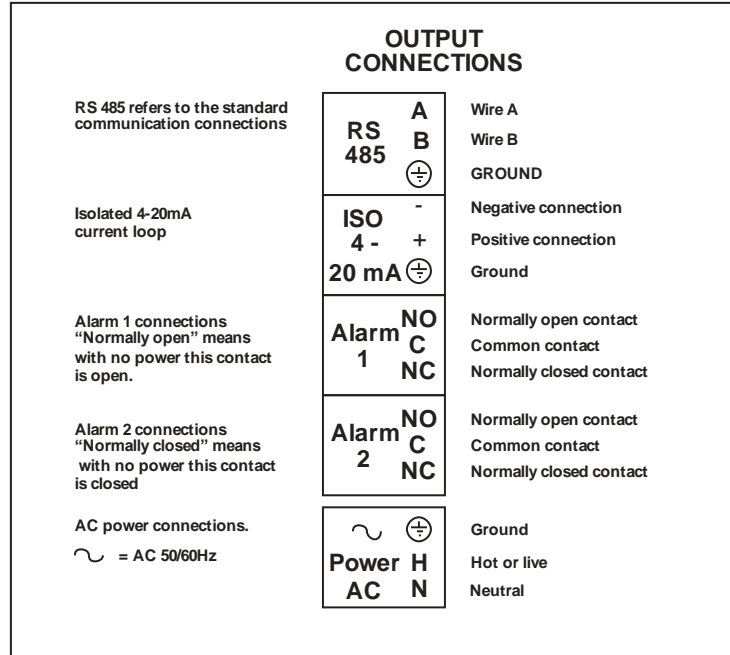 OUTPUT
CONNECTIONS
RS 485 refers to the standard
communication connections
RS
485
A
B
Wire A
Wire B
GROUND
Isolated 4-20mA
current loop
ISO
4 -
20 mA
-
+
Negative connection
Positive connection
Ground
Alarm 1 connections
“Normally open” means
with no power this contact
is open.
Alarm
1
NO
C
NC
Normally open contact
Common contact
Normally closed contact
Alarm 2 connections
“Normally closed” means
with no power this contact
is closed
Alarm
2
NO
C
NC
Normally open contact
Common contact
Normally closed contact
AC power connections.
= AC 50/60Hz
Power
AC
H
N
Ground
Hot or live
Neutral